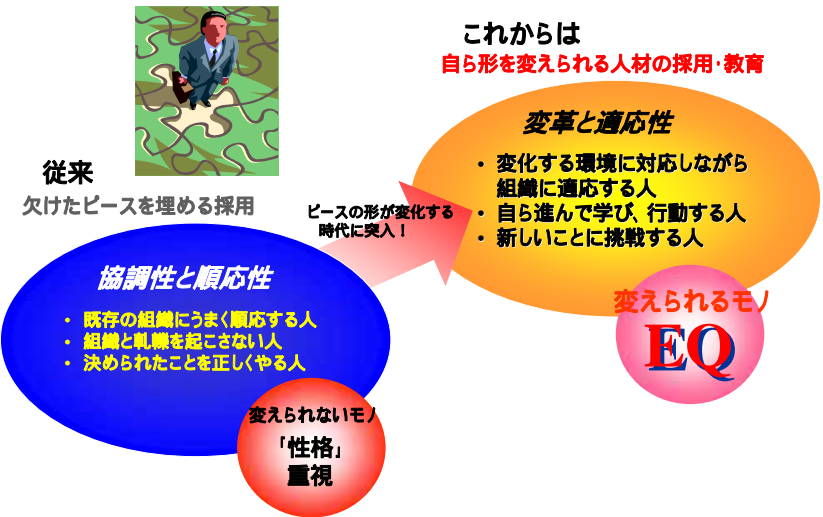 従来
欠けたピースを埋める採用
協調性と順応性
・ 既存の組織にうまく順応する人
・ 組織と軋轢を起こさない人
・ 決められたことを正しくやる人
変えられないモノ
「性格」
重視
ピースの形が変化する
時代に突入！
これからは
自ら形を変えられる人材の採用・教育
変革と適応性
・ 変化する環境に対応しながら
組織に適応する人
・ 自ら進んで学び、行動する人
・ 新しいことに挑戦する人
変えられるモノ
EQ